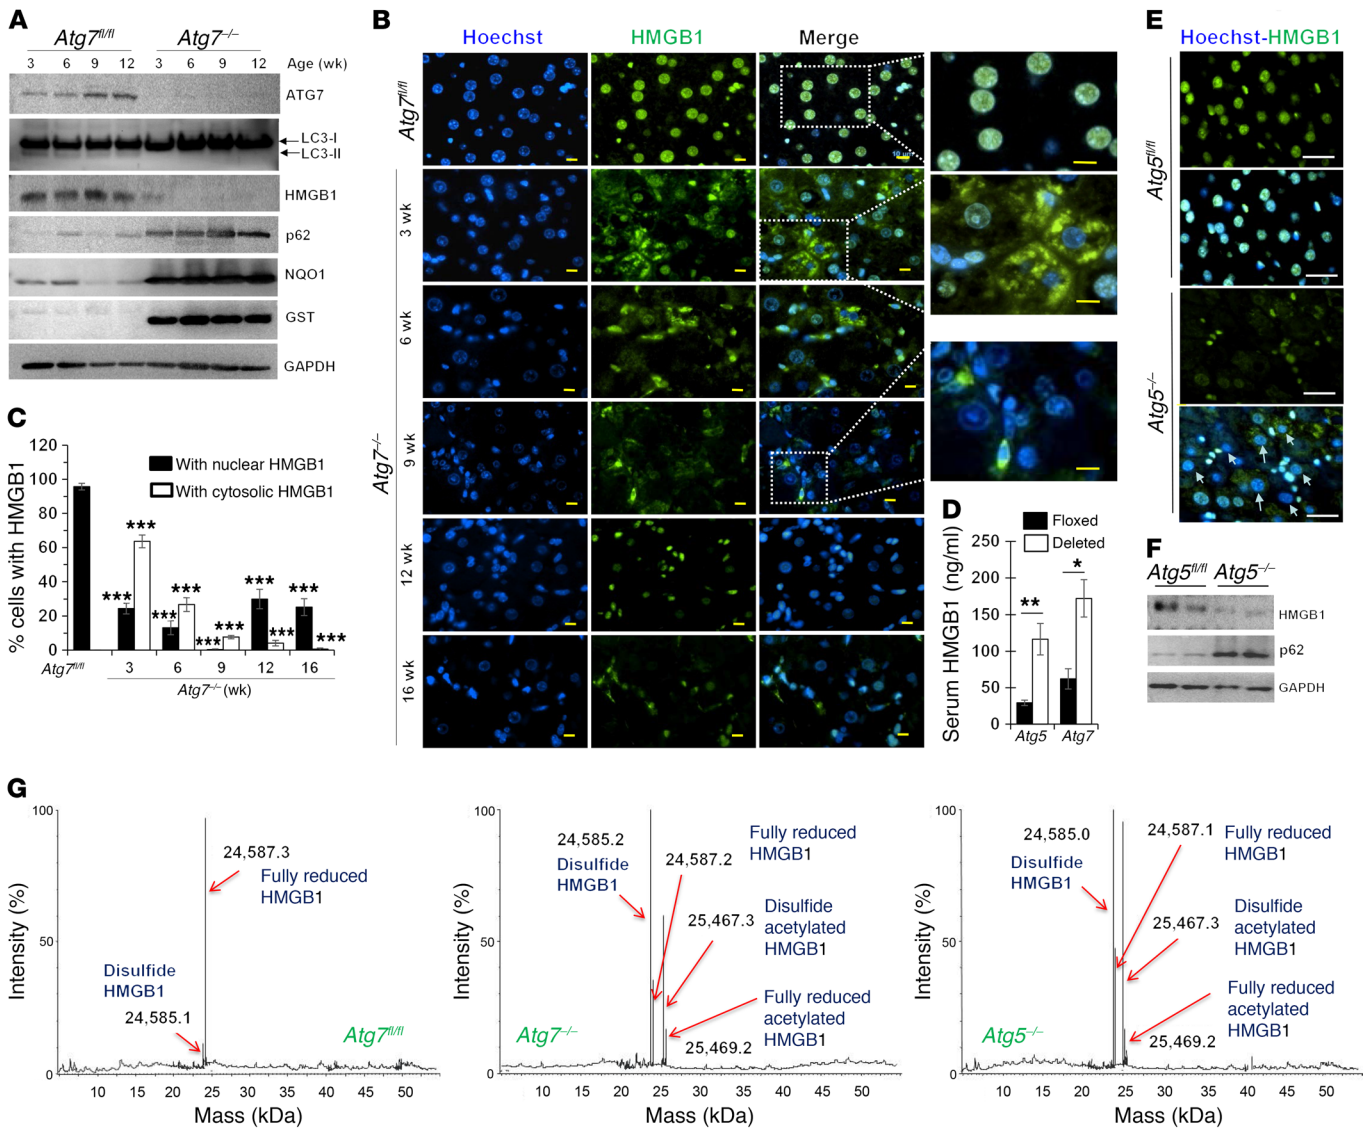 A
Atg7fl/fl Atg7–/–
3 6 9 12 3 6 9 12 Age (wk)
ATG7
LC3-I
LC3-II
HMGB1
p62
NQO1
GST
GAPDH
B
Hoechst HMGB1 Merge
Atg7fl/fl
10 µm
Atg7–/–
3 wk
6 wk
9 wk
12 wk
16 wk
C
% cells with HMGB1
120
100
80
60
40
20
0
With nuclear HMGB1
With cytosolic HMGB1
*** *** *** *** *** *** *** *** ***
Atg7fl/fl 3 6 9 12 16
Atg7–/– (wk)
D
Floxed
Deleted
Serum HMGB1 (ng/ml)
250
200
150
100
50
0
** *
Atg5 Atg7
E
Hoechst-HMGB1
Atg5fl/fl
Atg5–/–
F
Atg5fl/fl Atg5–/–
HMGB1
p62
GAPDH
G
Intensity (%)
100
50
0
24,587.3
Fully reduced
HMGB1
Disulfide
HMGB1
24,585.1
Atg7fl/fl
10 15 20 25 30 35 40 45 50
Mass (kDa)
Intensity (%)
100
50
0
24,585.2
Disulfide
HMGB1
24,587.2
Fully reduced
HMGB1
25,467.3
Disulfide
acetylated
HMGB1
Fully reduced
acetylated
HMGB1
25,469.2
Atg7–/–
10 15 20 25 30 35 40 45 50
Mass (kDa)
Intensity (%)
100
50
0
24,585.0
Disulfide
HMGB1
24,587.1
Fully reduced
HMGB1
25,467.3
Disulfide
acetylated
HMGB1
Fully reduced
acetylated
HMGB1
25,469.2
Atg5–/–
10 15 20 25 30 35 40 45 50
Mass (kDa)